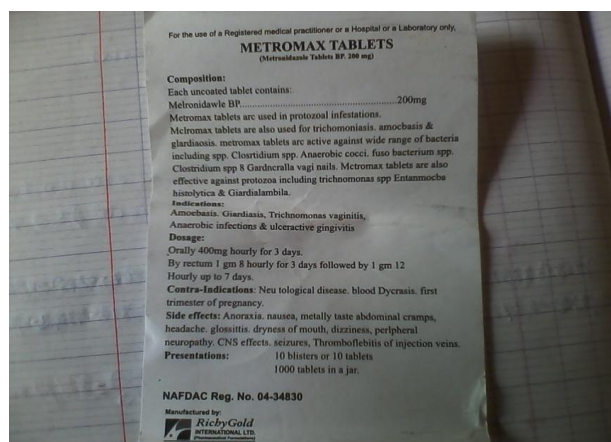 For the use of a Registered medical practitioner or a Hospital or a Laboratory only,
METROMAX TABLETS
(Metronidazole Tablets BP. 200 mg)
Composition:
Each uncoated tablet contains:
Melronidawle BP...........................................200mg
Metromax tablets arc used in protozoal infestations.
Mclromax tablets are also used for trichomoniasis. amocbasis &
glardiaosis. metromax tablets arc active against wide range of bacteria
including spp. Closrtidium spp. Anaerobic cocci. fuso bacterium spp.
Clostridium spp 8 Gardncralla vagi nails. Metromax tablets are also
effective against protozoa including trichnomonas spp Entanmocba
histolytica & Giardialambila.
Indications:
Amoebasis. Giardiasis, Trichnomonas vaginitis,
Anaerobic infections & ulceractive gingivitis
Dosage:
Orally 400mg hourly for 3 days.
By rectum 1 gm 8 hourly for 3 days followed by 1 gm 12
Hourly up to 7 days.
Contra-Indications: Neu tological disease. blood Dycrasis. first
trimester of pregnancy.
Side effects: Anoraxia. nausea, metally taste abdominal cramps,
headache. glossittis. dryness of mouth, dizziness, perlpheral
neuropathy. CNS effects. seizures, Thromboflebitis of injection veins.
Presentations: 10 blisters or 10 tablets
1000 tablets in a jar.
NAFDAC Reg. No. 04-34830
Manufactured by:
RichyGold
INTERNATIONAL LTD.
(Pharmaceutical Formulations)